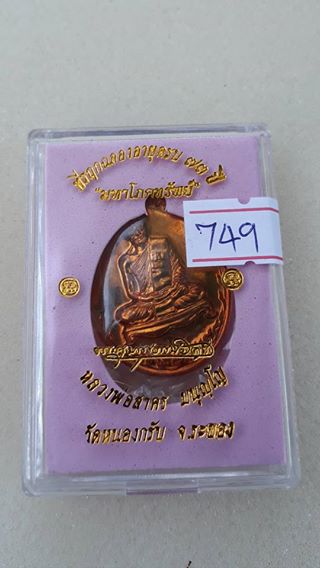 ที่ระลึกฉลองอายุครบ ๗๓ ปี
"มหาโภคทรัพย์"
749
หลวงพ่อสาคร มนุญฺโญ
วัดหนองกรับ จ.ระยอง